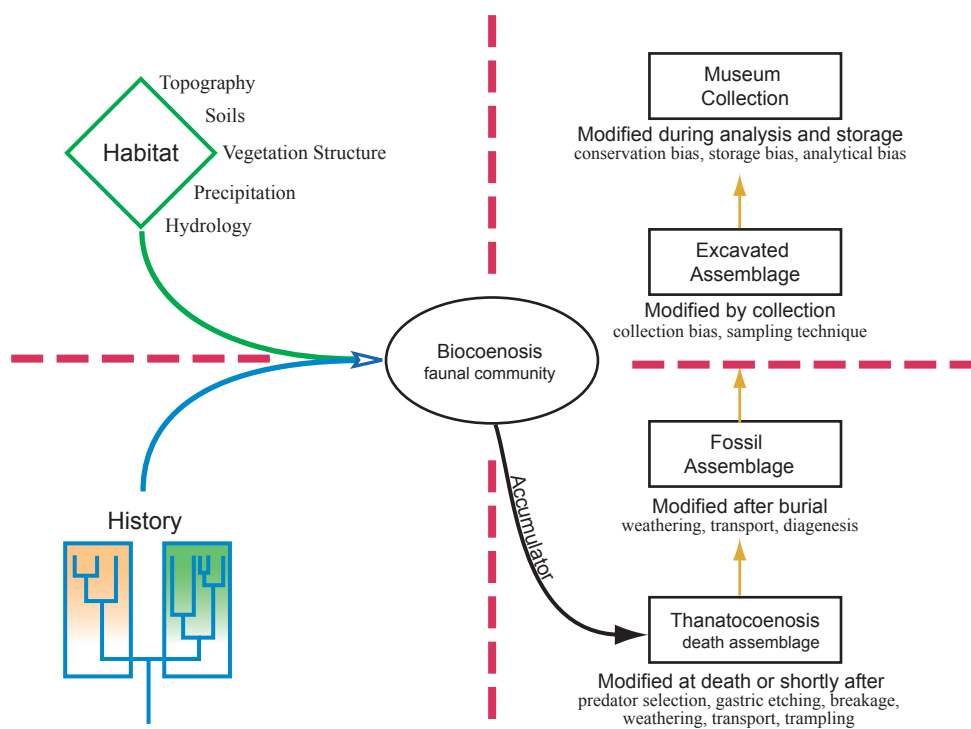 Topography
Soils
Habitat
Vegetation Structure
Precipitation
Hydrology
History
Biocoenosis
faunal community
Accumulator
Museum
Collection
Modified during analysis and storage
conservation bias, storage bias, analytical bias
Excavated
Assemblage
Modified by collection
collection bias, sampling technique
Fossil
Assemblage
Modified after burial
weathering, transport, diagenesis
Thanatocoenosis
death assemblage
Modified at death or shortly after
predator selection, gastric etching, breakage,
weathering, transport, trampling